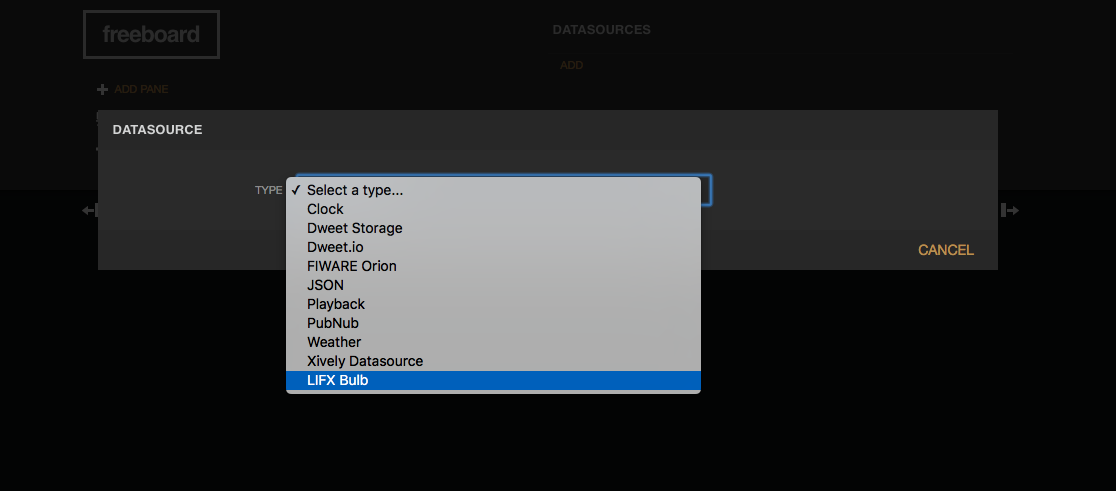 freeboard
DATASOURCES
ADD
ADD PANE
DATASOURCE
TYPE
Select a type...
Clock
Dweet Storage
Dweet.io
FIWARE Orion
JSON
Playback
PubNub
Weather
Xively Datasource
LIFX Bulb
CANCEL